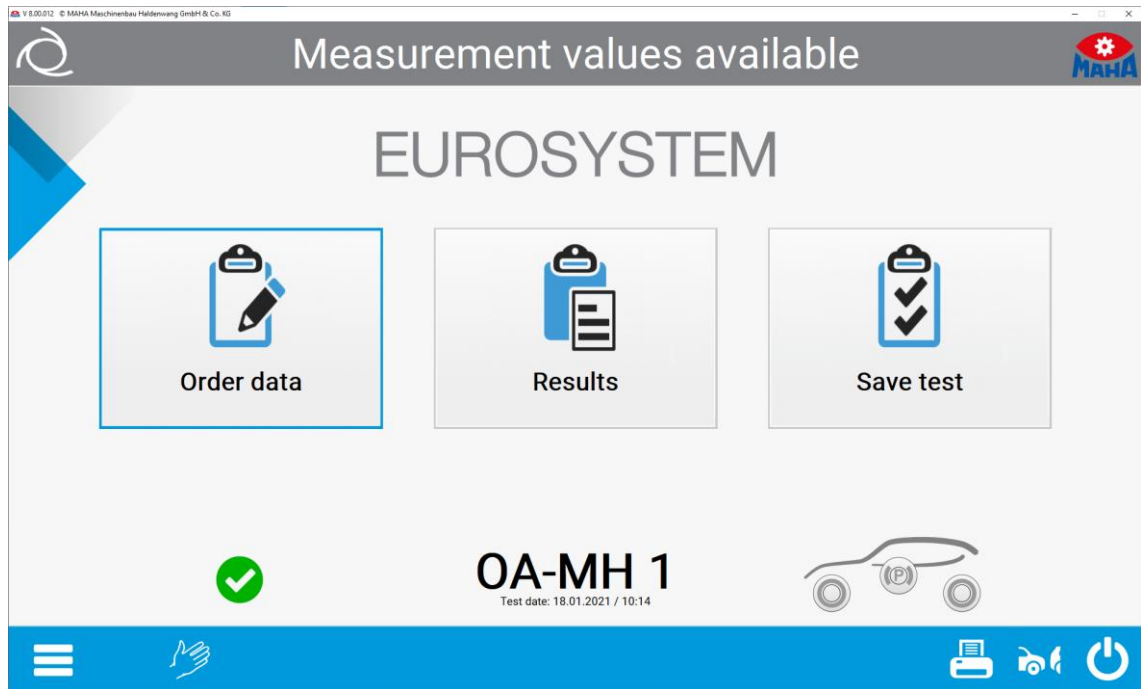 V 8.00.012 © MAHA Maschinenbau Haldenwang GmbH & Co. KG
Measurement values available
MAHA
EUROSYSTEM
Order data
Results
Save test
(P)
OA-MH 1
Test date: 18.01.2021 / 10:14